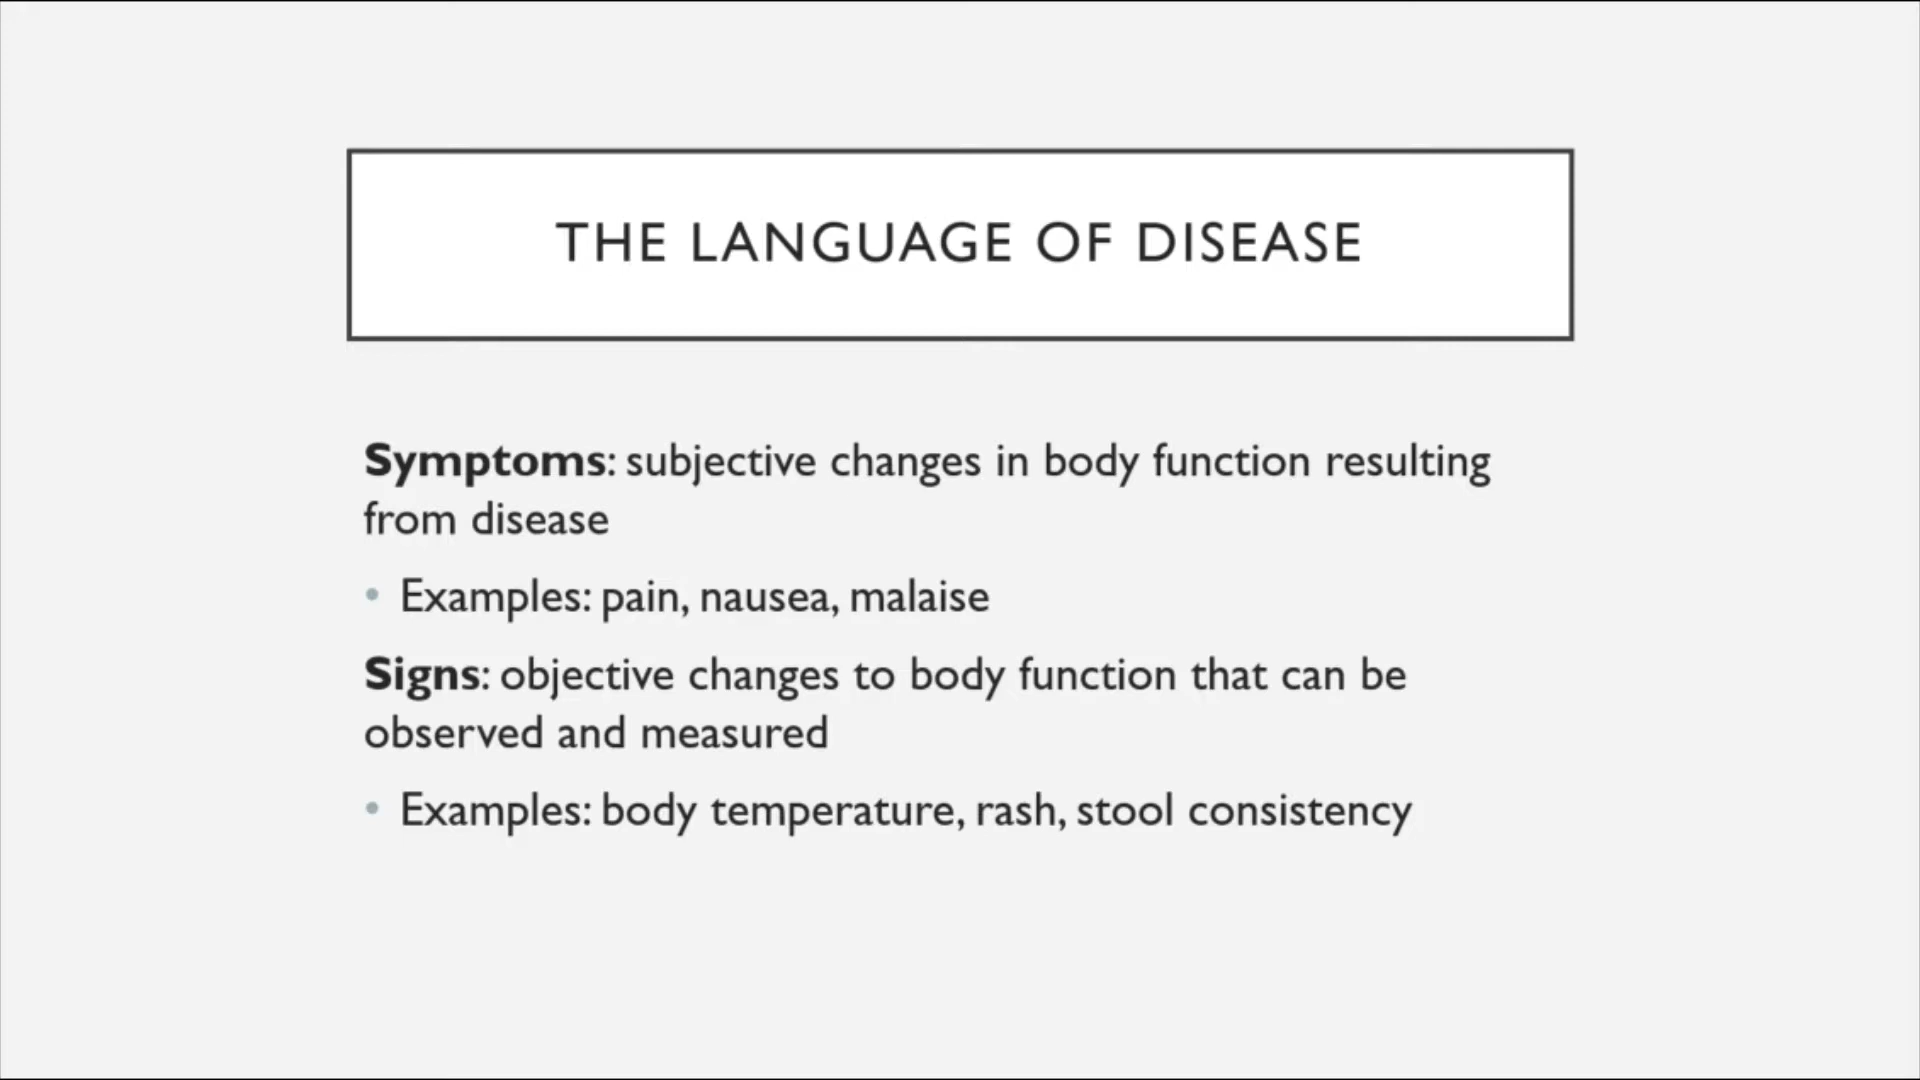 THE LANGUAGE OF DISEASE
Symptoms: subjective changes in body function resulting
from disease
• Examples: pain, nausea, malaise
Signs: objective changes to body function that can be
observed and measured
• Examples: body temperature, rash, stool consistency